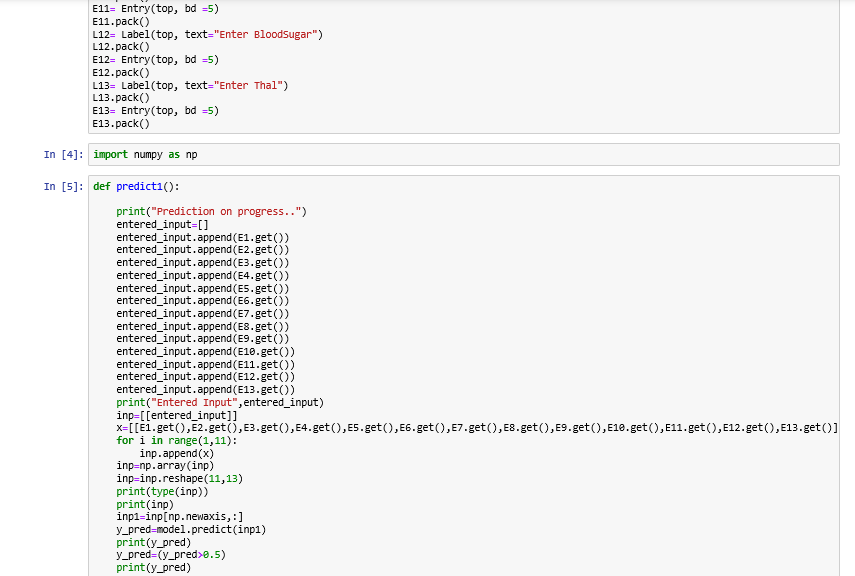 E11= Entry(top, bd =5)
E11.pack()
L12= Label(top, text="Enter BloodSugar")
L12.pack()
E12= Entry(top, bd =5)
E12.pack()
L13= Label(top, text="Enter Thal")
L13.pack()
E13= Entry(top, bd =5)
E13.pack()
In [4]: import numpy as np
In [5]: def predict1():
print("Prediction on progress..")
entered_input=[]
entered_input.append(E1.get())
entered_input.append(E2.get())
entered_input.append(E3.get())
entered_input.append(E4.get())
entered_input.append(E5.get())
entered_input.append(E6.get())
entered_input.append(E7.get())
entered_input.append(E8.get())
entered_input.append(E9.get())
entered_input.append(E10.get())
entered_input.append(E11.get())
entered_input.append(E12.get())
entered_input.append(E13.get())
print("Entered Input",entered_input)
inp=[[entered_input]]
x=[[E1.get(),E2.get(),E3.get(),E4.get(),E5.get(),E6.get(),E7.get(),E8.get(),E9.get(),E10.get(),E11.get(),E12.get(),E13.get()]
for i in range(1,11):
inp.append(x)
inp=np.array(inp)
inp=inp.reshape(11,13)
print(type(inp))
print(inp)
inp1=inp[np.newaxis,:]
y_pred=model.predict(inp1)
print(y_pred)
y_pred=(y_pred>0.5)
print(y_pred)